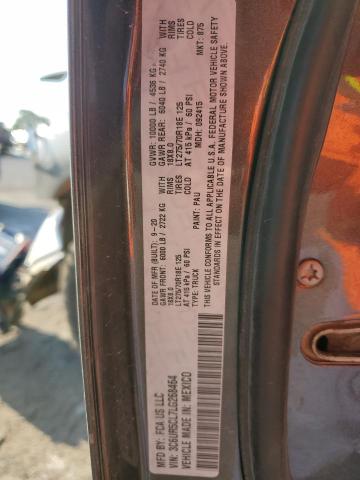 MFD BY:
FCA US LLC
DATE OF MFR (BUILT): 9-20
GVWR: 10000 LB / 4536 KG
GAWR FRONT: 6000 LB / 2722 KG
WITH
18X8.0
RIMS
LT275/70R18E 125
TIRES
AT 415 kPa / 60 PSI
COLD
GAWR REAR: 6040 LB / 2740 KG
WITH
18X8.0
RIMS
LT275/70R18E 125
TIRES
AT 415 kPa / 60 PSI
COLD
TYPE: TRUCK
PAINT: PAU
MDH: 092415
MKT: 875
THIS VEHICLE CONFORMS TO ALL APPLICABLE U.S.A. FEDERAL MOTOR VEHICLE SAFETY
STANDARDS IN EFFECT ON THE DATE OF MANUFACTURE SHOWN ABOVE.
VIN: 3C6UR5CL7LG268464
VEHICLE MADE IN: MEXICO